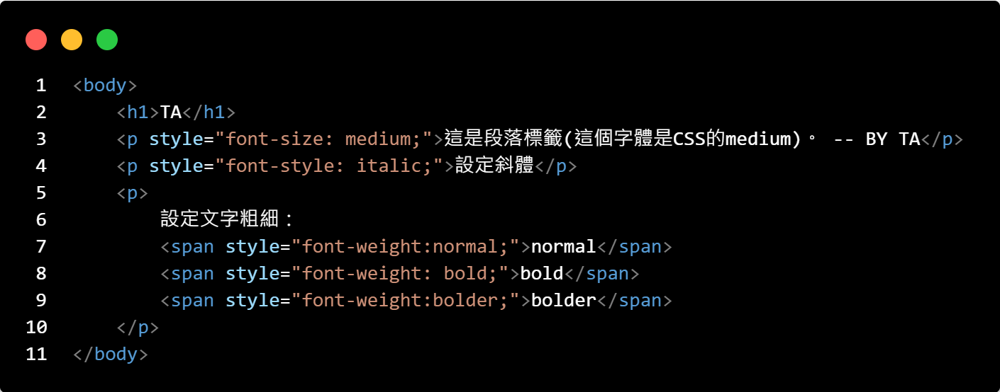 1 <body>
2     <h1>TA</h1>
3     <p style="font-size: medium;">這是段落標籤(這個字體是CSS的medium)。 -- BY TA</p>
4     <p style="font-style: italic;">設定斜體</p>
5     <p>
6         設定文字粗細：
7         <span style="font-weight:normal;">normal</span>
8         <span style="font-weight: bold;">bold</span>
9         <span style="font-weight:bolder;">bolder</span>
10     </p>
11 </body>